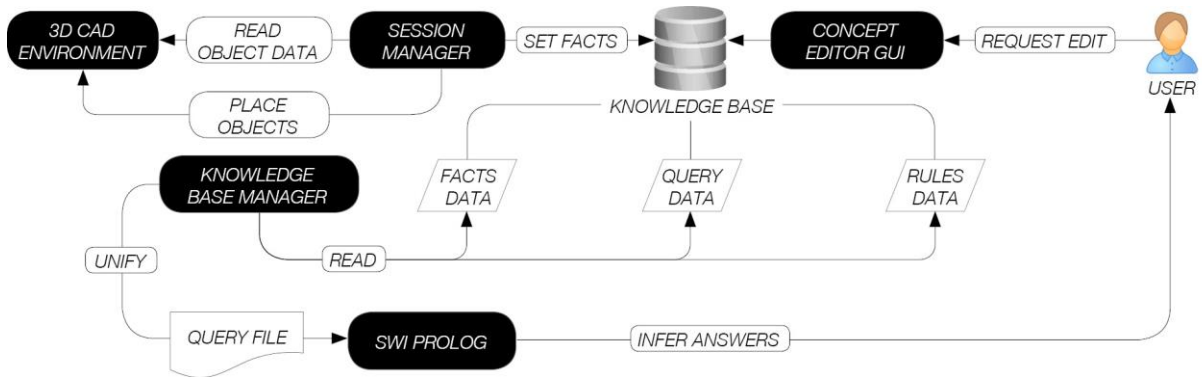 3D CAD
ENVIRONMENT
READ
OBJECT DATA
SESSION
MANAGER
SET FACTS
CONCEPT
EDITOR GUI
REQUEST EDIT
USER
PLACE
OBJECTS
KNOWLEDGE BASE
KNOWLEDGE
BASE MANAGER
FACTS
DATA
QUERY
DATA
RULES
DATA
UNIFY
READ
QUERY FILE
SWI PROLOG
INFER ANSWERS